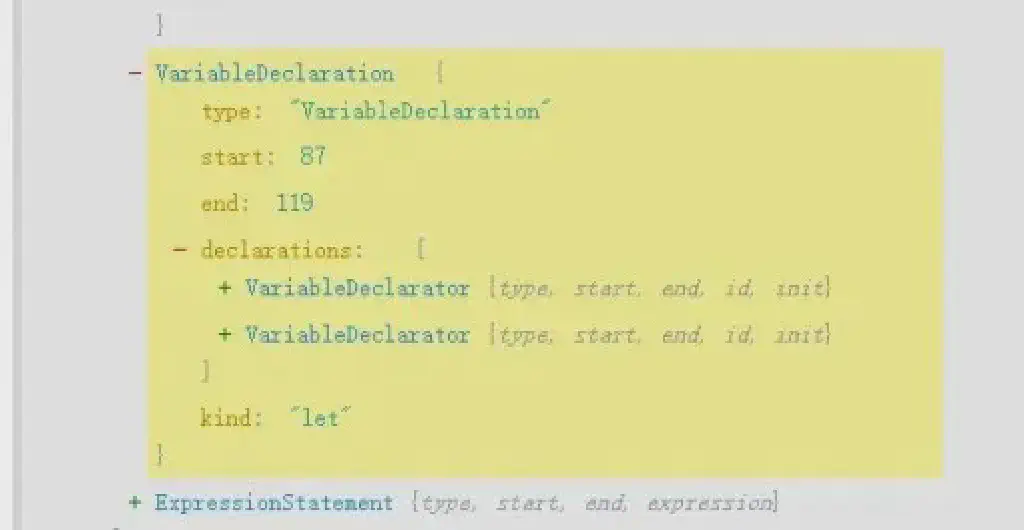 }
- VariableDeclaration {
type: "VariableDeclaration"
start: 87
end: 119
- declarations: [
+ VariableDeclarator {type, start, end, id, init}
+ VariableDeclarator {type, start, end, id, init}
]
kind: "let"
}
+ ExpressionStatement {type, start, end, expression}